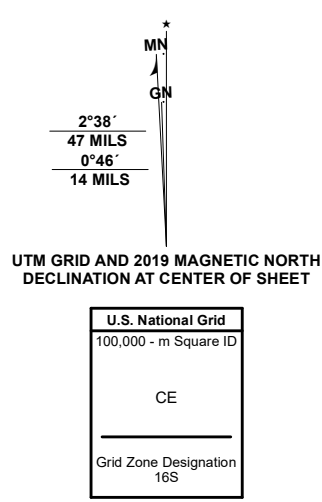 MN
GN
2°38´
47 MILS
0°46´
14 MILS
UTM GRID AND 2019 MAGNETIC NORTH
DECLINATION AT CENTER OF SHEET
U.S. National Grid
100,000 - m Square ID
CE
Grid Zone Designation
16S